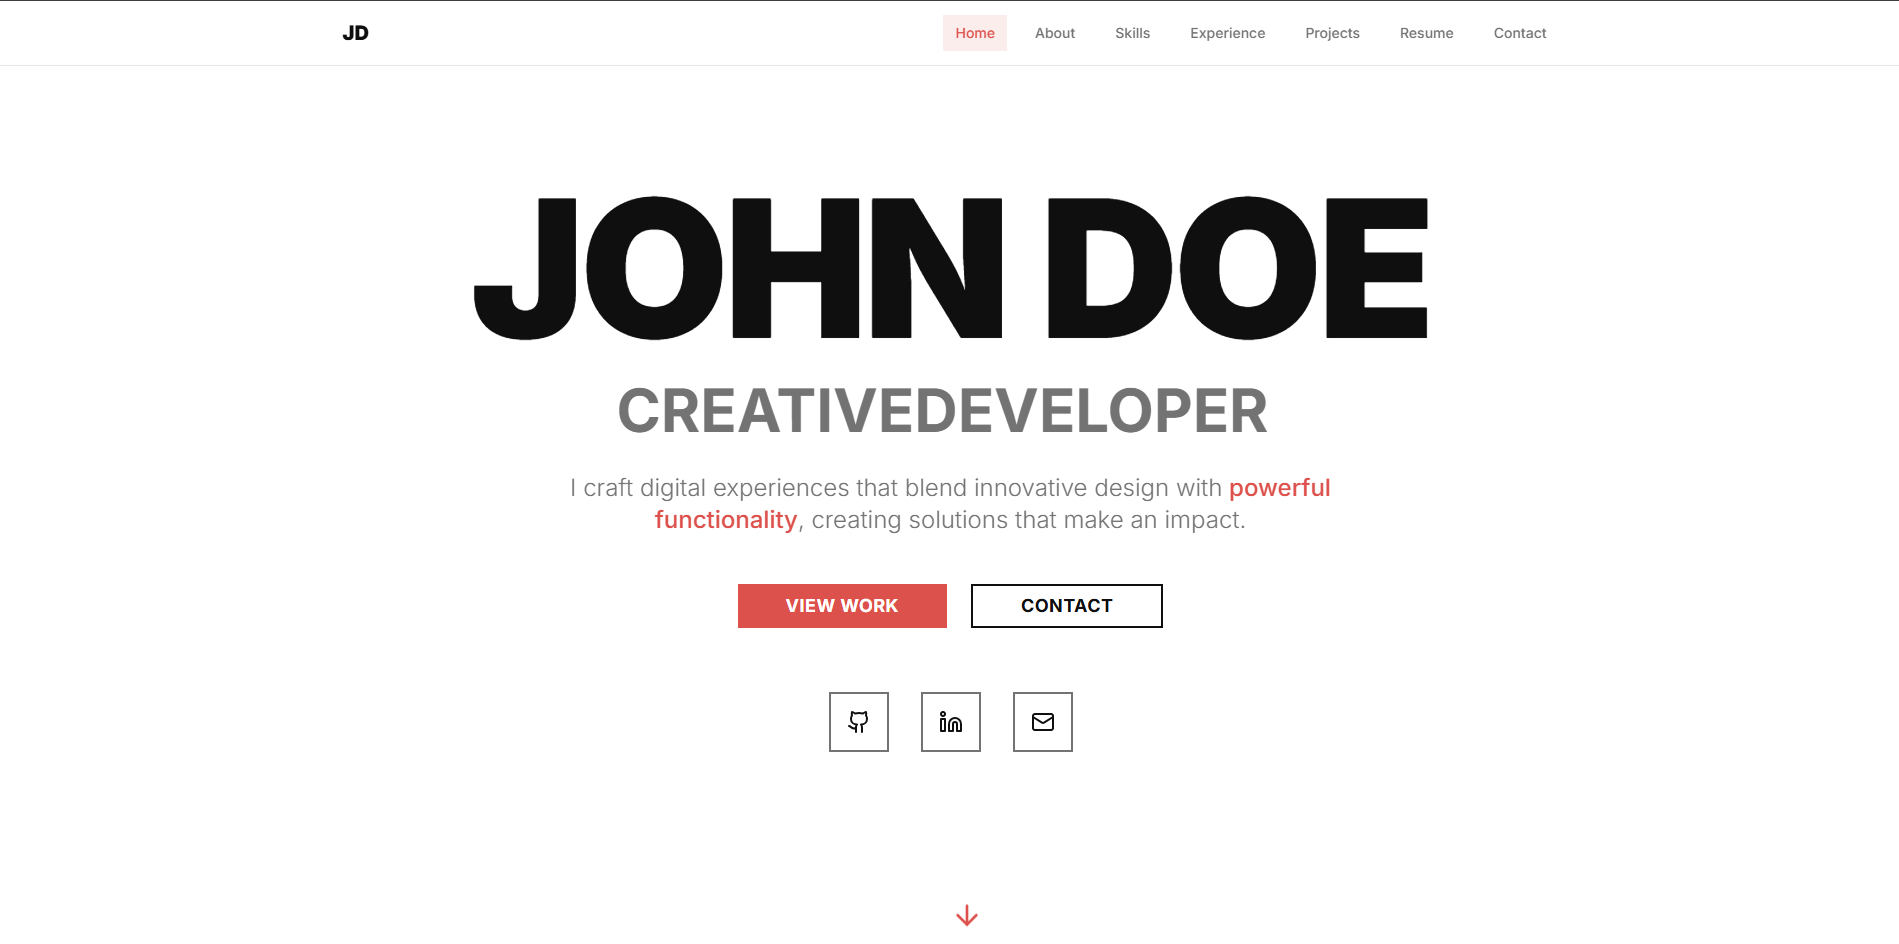 JD
Home About Skills Experience Projects Resume Contact
JOHN DOE
CREATIVEDEVELOPER
I craft digital experiences that blend innovative design with powerful
functionality, creating solutions that make an impact.
VIEW WORK
CONTACT